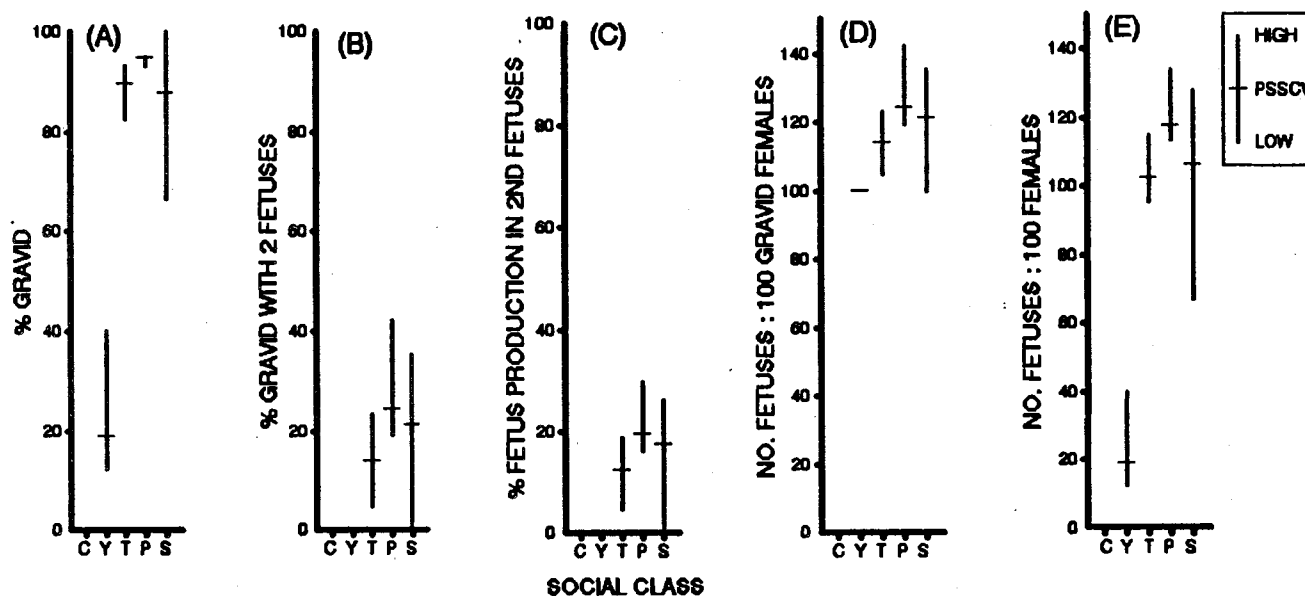 (A)
% GRAVID
100
80
60
40
20
0
C Y T P S
(B)
% GRAVID WITH 2 FETUSES
100
80
60
40
20
0
C Y T P S
(C)
% FETUS PRODUCTION IN 2ND FETUSES
100
80
60
40
20
0
C Y T P S
(D)
NO. FETUSES : 100 GRAVID FEMALES
140
120
100
80
60
40
20
0
C Y T P S
(E)
NO. FETUSES : 100 FEMALES
140
120
100
80
60
40
20
0
C Y T P S
HIGH
LOW
SOCIAL CLASS